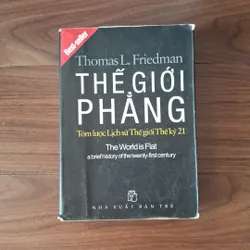 Best-seller
Thomas L. Friedman
THẾ GIỚI
PHẲNG
Tóm lược Lịch sử Thế giới Thế kỷ 21
The World is Flat
a brief history of the twenty-first century
NHÀ XUẤT BẢN TRẺ